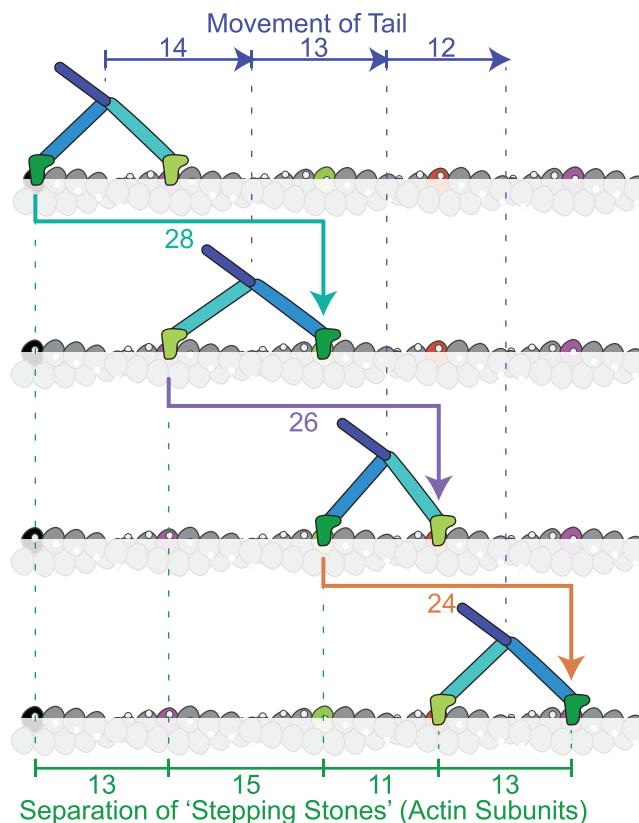 Movement of Tail
14 13 12
28
26
24
13 15 11 13
Separation of 'Stepping Stones' (Actin Subunits)